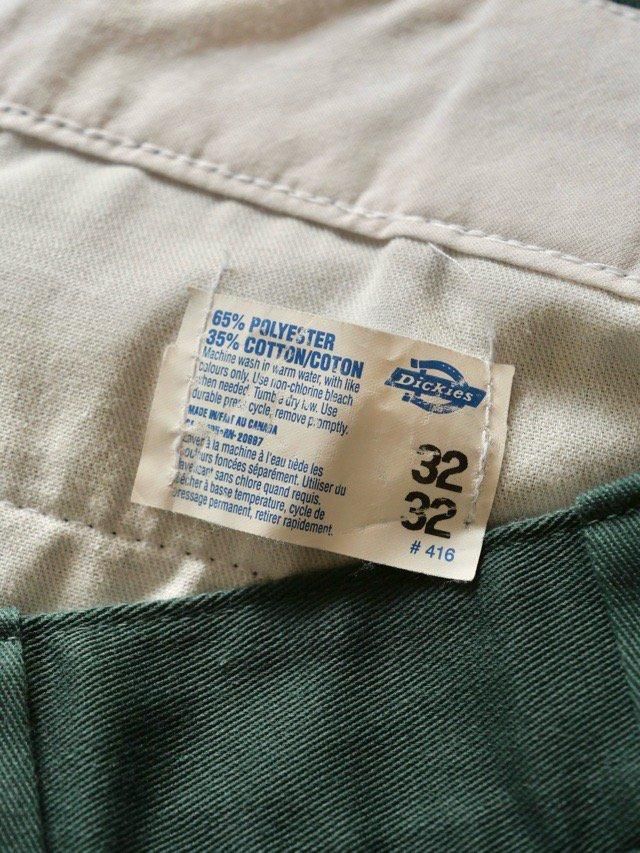 65% POLYESTER
35% COTTON/COTON
Machine wash in warm water, with like
colours only. Use non-chlorine bleach
when needed. Tumble dry low. Use
durable press cycle, remove promptly.
MADE IN/FAIT AU CANADA
RN-20697
à la machine à l'eau tiède les
foncées séparément. Utiliser du
sans chlore quand requis.
à basse température, cycle de
pressage permanent, retirer rapidement.
Dickies
32
32
# 416